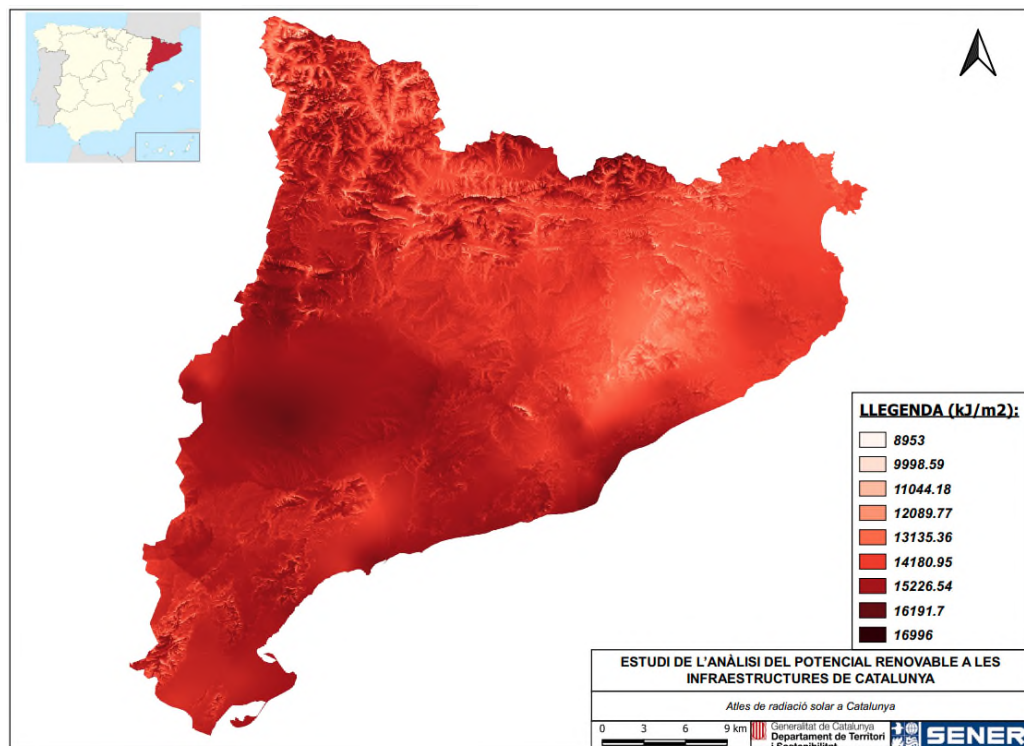 LLEGENDA (kJ/m2):
8953
9998.59
11044.18
12089.77
13135.36
14180.95
15226.54
16191.7
16996
ESTUDI DE L'ANÀLISI DEL POTENCIAL RENOVABLE A LES
INFRAESTRUCTURES DE CATALUNYA
Atles de radiació solar a Catalunya
0 3 6 9 km
Generalitat de Catalunya
Departament de Territori
i Sostenibilitat
SENER